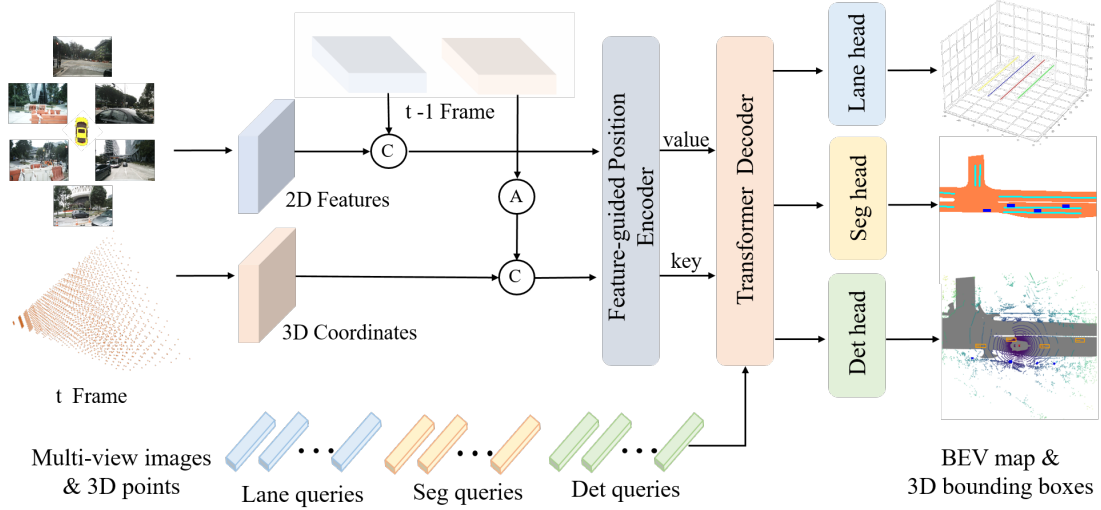 t -1 Frame
C
A
C
2D Features
3D Coordinates
t Frame
Multi-view images
& 3D points
Feature-guided Position
Encoder
value
key
Transformer Decoder
Lane head
Seg head
Det head
Lane queries
Seg queries
Det queries
BEV map &
3D bounding boxes